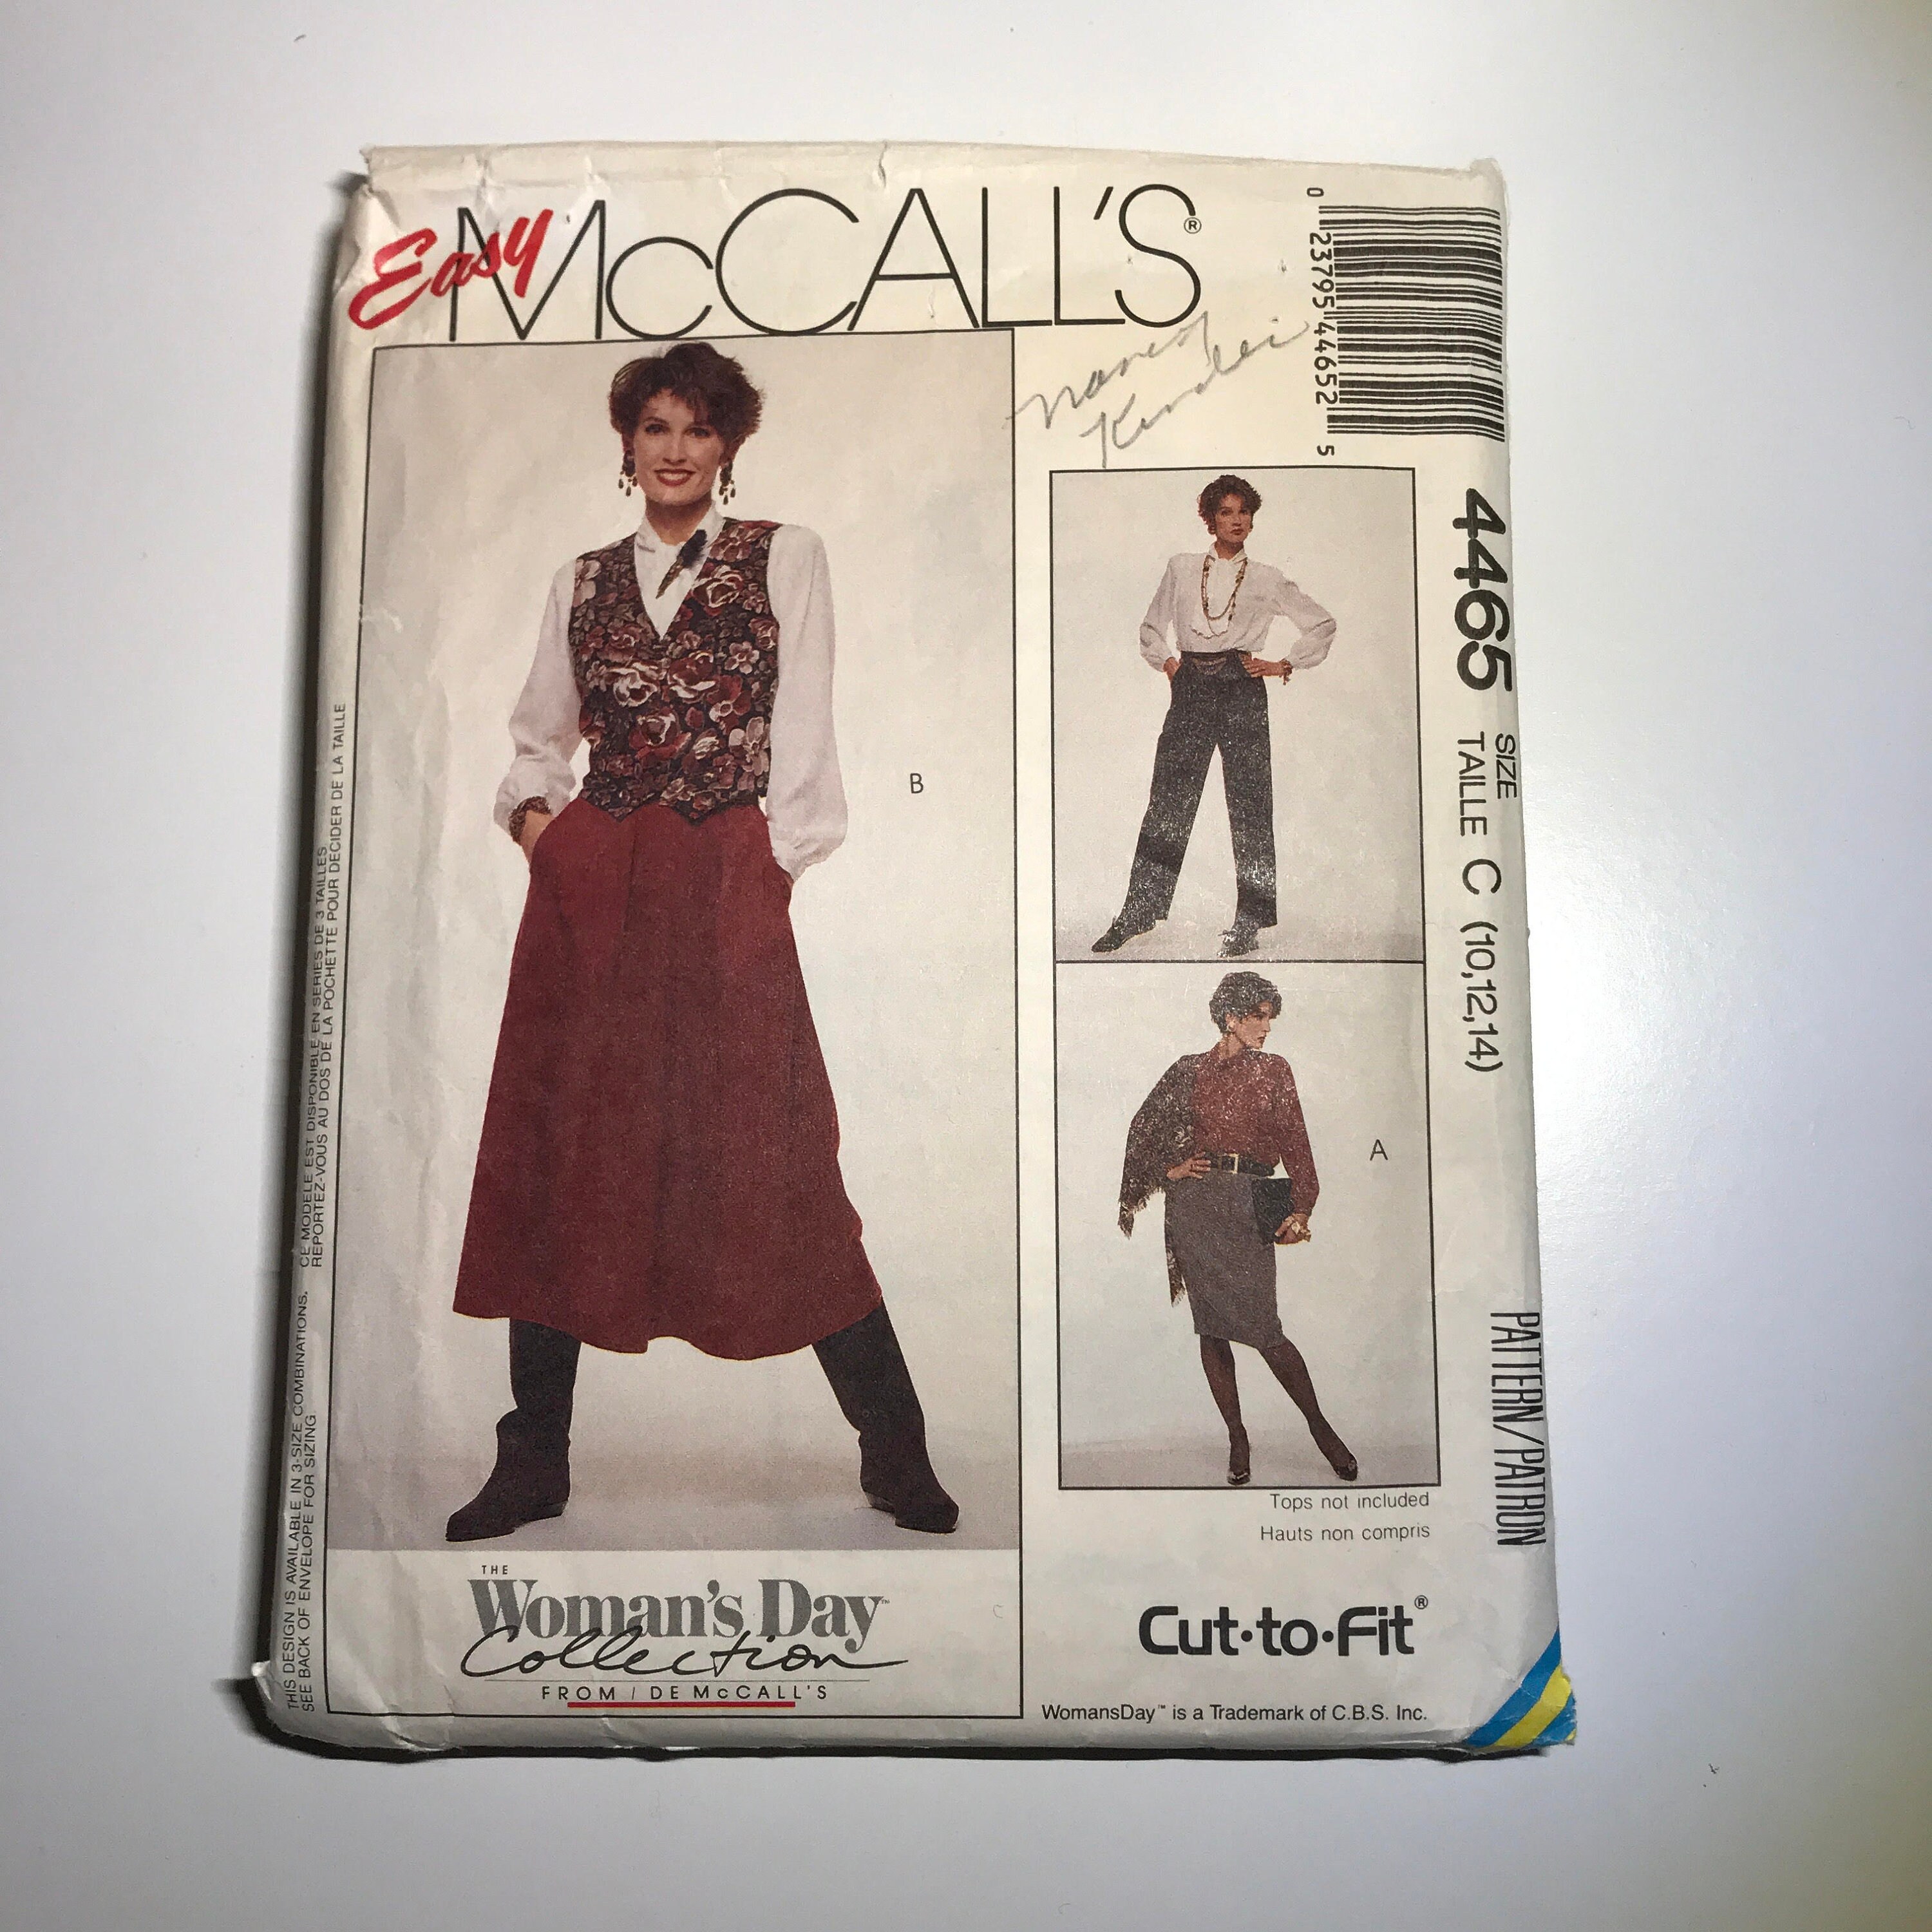 Easy McCALL'S®
Nancy
0 23795 44652 5
4465 SIZE
TAILLE C (10,12,14)
PATTERN/PATRON
B
A
Tops not included
Hauts non compris
Cut•to•Fit®
WomansDay™ is a Trademark of C.B.S. Inc.
THE
Woman's Day™
Collection
FROM / DE McCALL'S
THIS DESIGN IS AVAILABLE IN 3-SIZE COMBINATIONS. CE MODELE EST DISPONIBLE EN SERIES DE 3 TAILLES
SEE BACK OF ENVELOPE FOR SIZING REPORTEZ-VOUS AU DOS DE LA POCHETTE POUR DECIDER DE LA TAILLE